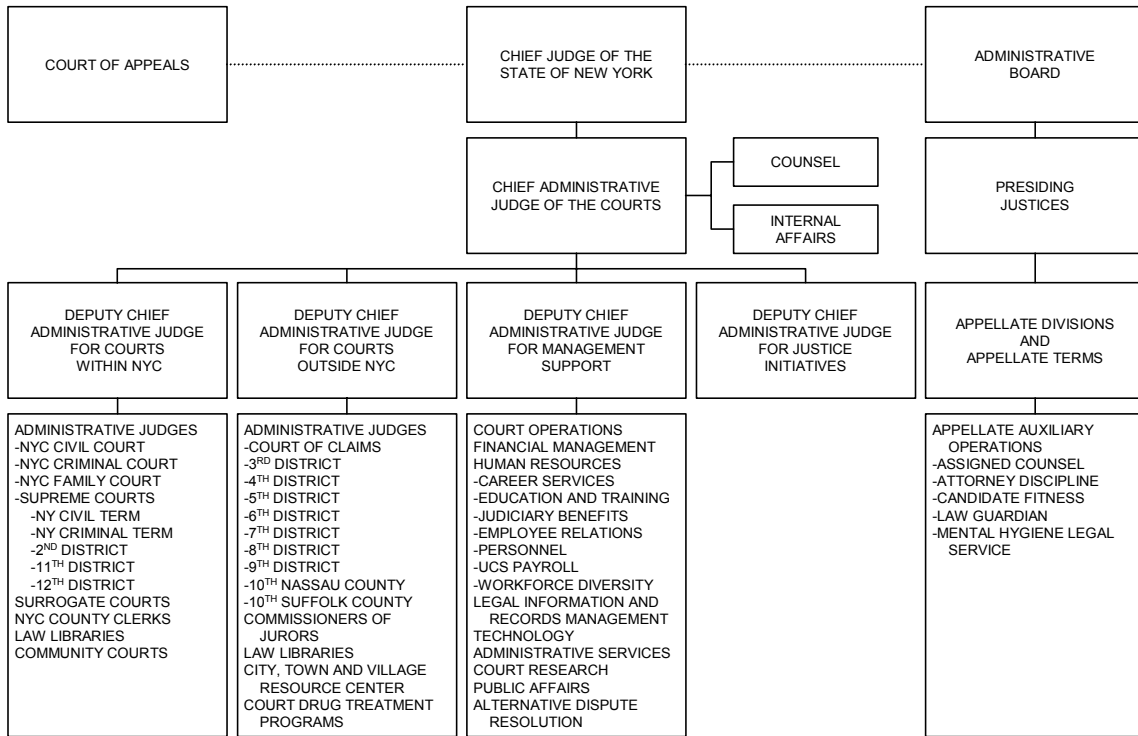 COURT OF APPEALS
CHIEF JUDGE OF THE
STATE OF NEW YORK
ADMINISTRATIVE
BOARD
CHIEF ADMINISTRATIVE
JUDGE OF THE COURTS
COUNSEL
INTERNAL
AFFAIRS
PRESIDING
JUSTICES
DEPUTY CHIEF
ADMINISTRATIVE JUDGE
FOR COURTS
WITHIN NYC
DEPUTY CHIEF
ADMINISTRATIVE JUDGE
FOR COURTS
OUTSIDE NYC
DEPUTY CHIEF
ADMINISTRATIVE JUDGE
FOR MANAGEMENT
SUPPORT
DEPUTY CHIEF
ADMINISTRATIVE JUDGE
FOR JUSTICE
INITIATIVES
APPELLATE DIVISIONS
AND
APPELLATE TERMS
ADMINISTRATIVE JUDGES
-NYC CIVIL COURT
-NYC CRIMINAL COURT
-NYC FAMILY COURT
-SUPREME COURTS
-NY CIVIL TERM
-NY CRIMINAL TERM
-2ND DISTRICT
-11TH DISTRICT
-12TH DISTRICT
SURROGATE COURTS
NYC COUNTY CLERKS
LAW LIBRARIES
COMMUNITY COURTS
ADMINISTRATIVE JUDGES
-COURT OF CLAIMS
-3RD DISTRICT
-4TH DISTRICT
-5TH DISTRICT
-6TH DISTRICT
-7TH DISTRICT
-8TH DISTRICT
-9TH DISTRICT
-10TH NASSAU COUNTY
-10TH SUFFOLK COUNTY
COMMISSIONERS OF
JURORS
LAW LIBRARIES
CITY, TOWN AND VILLAGE
RESOURCE CENTER
COURT DRUG TREATMENT
PROGRAMS
COURT OPERATIONS
FINANCIAL MANAGEMENT
HUMAN RESOURCES
-CAREER SERVICES
-EDUCATION AND TRAINING
-JUDICIARY BENEFITS
-EMPLOYEE RELATIONS
-PERSONNEL
-UCS PAYROLL
-WORKFORCE DIVERSITY
LEGAL INFORMATION AND
RECORDS MANAGEMENT
TECHNOLOGY
ADMINISTRATIVE SERVICES
COURT RESEARCH
PUBLIC AFFAIRS
ALTERNATIVE DISPUTE
RESOLUTION
APPELLATE AUXILIARY
OPERATIONS
-ASSIGNED COUNSEL
-ATTORNEY DISCIPLINE
-CANDIDATE FITNESS
-LAW GUARDIAN
-MENTAL HYGIENE LEGAL
SERVICE